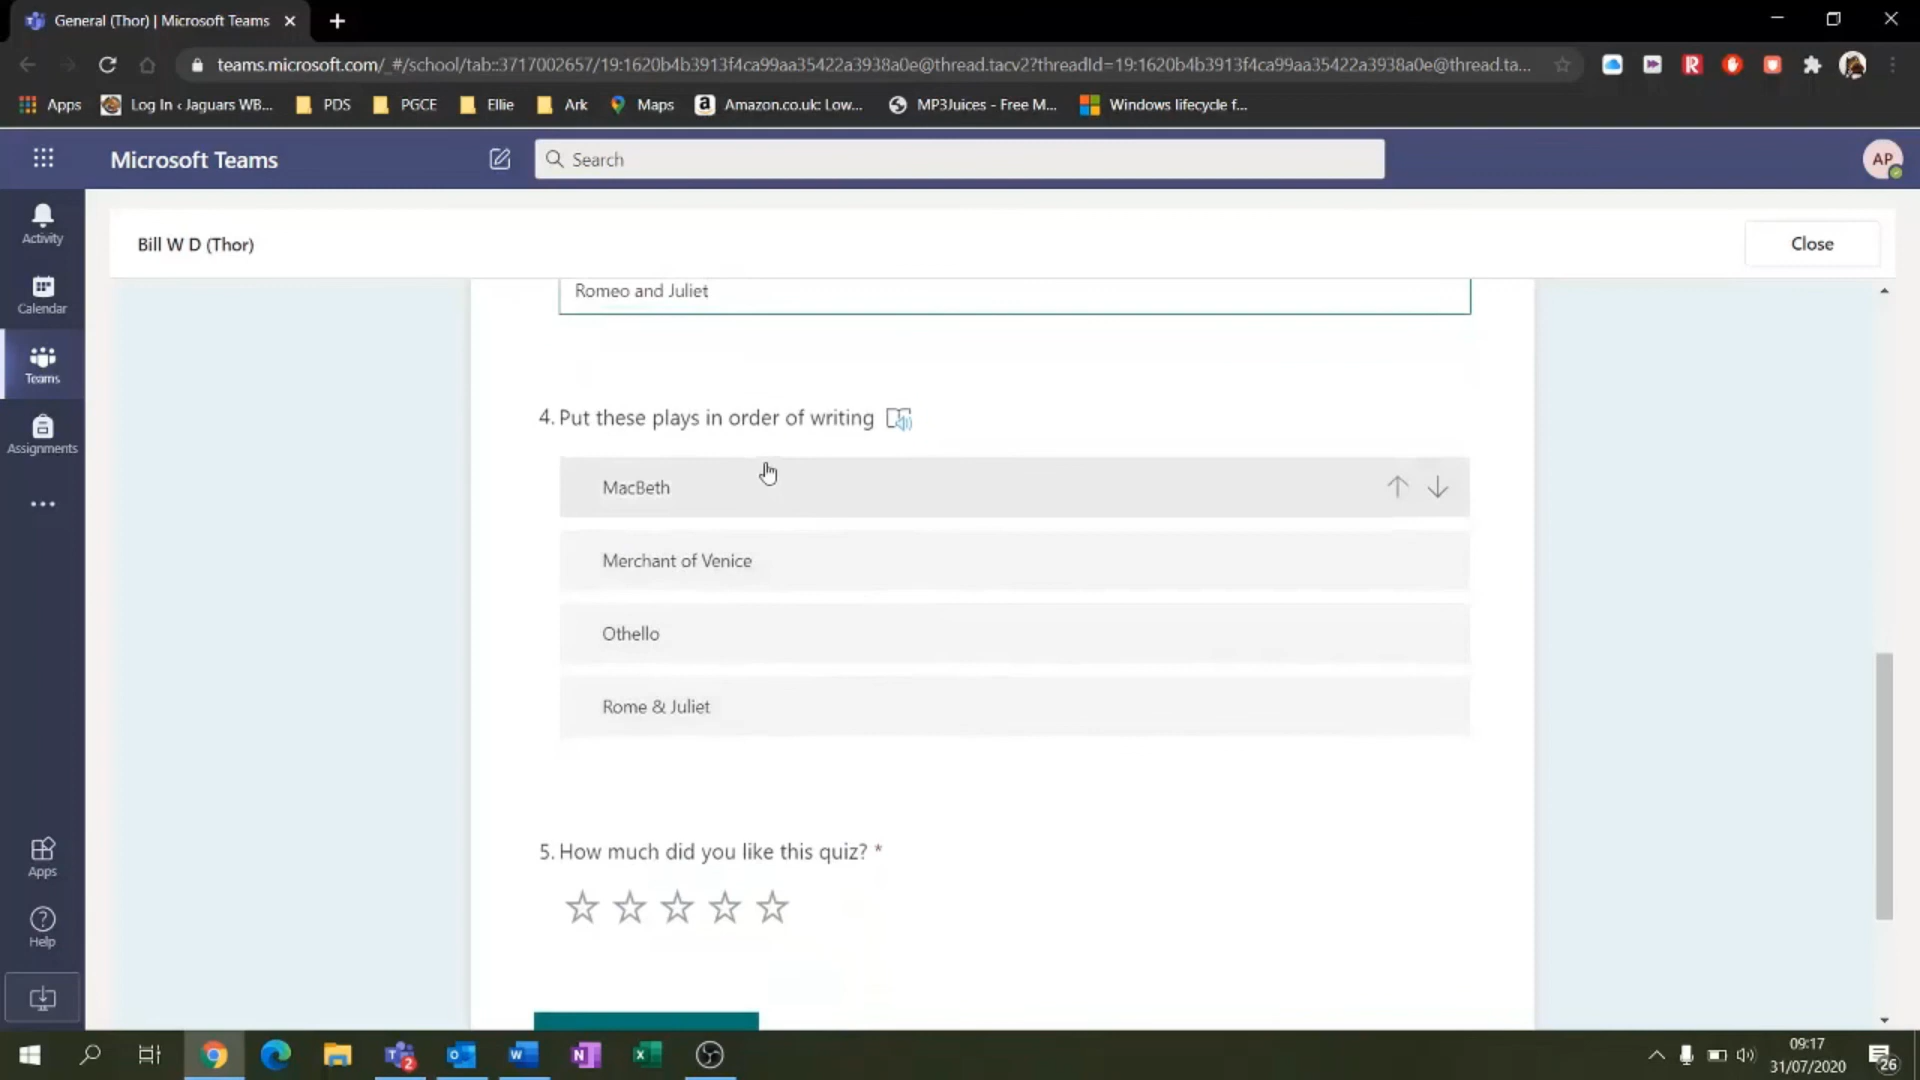 General (Thor) | Microsoft Teams
teams.microsoft.com/_#/school/tab::3717002657/19:1620b4b3913f4ca99aa35422a3938a0e@thread.tacv2?threadId=19:1620b4b3913f4ca99aa35422a3938a0e@thread.ta...
Apps Log In ‹ Jaguars WB... PDS PGCE Ellie Ark Maps Amazon.co.uk: Low... MP3Juices - Free M... Windows lifecycle f...
Microsoft Teams Search AP
Activity
Bill W D (Thor) Close
Calendar
Romeo and Juliet
Teams
4. Put these plays in order of writing
Assignments
MacBeth
Merchant of Venice
Othello
Rome & Juliet
5. How much did you like this quiz? *
Apps
Help
2
09:17
31/07/2020
26